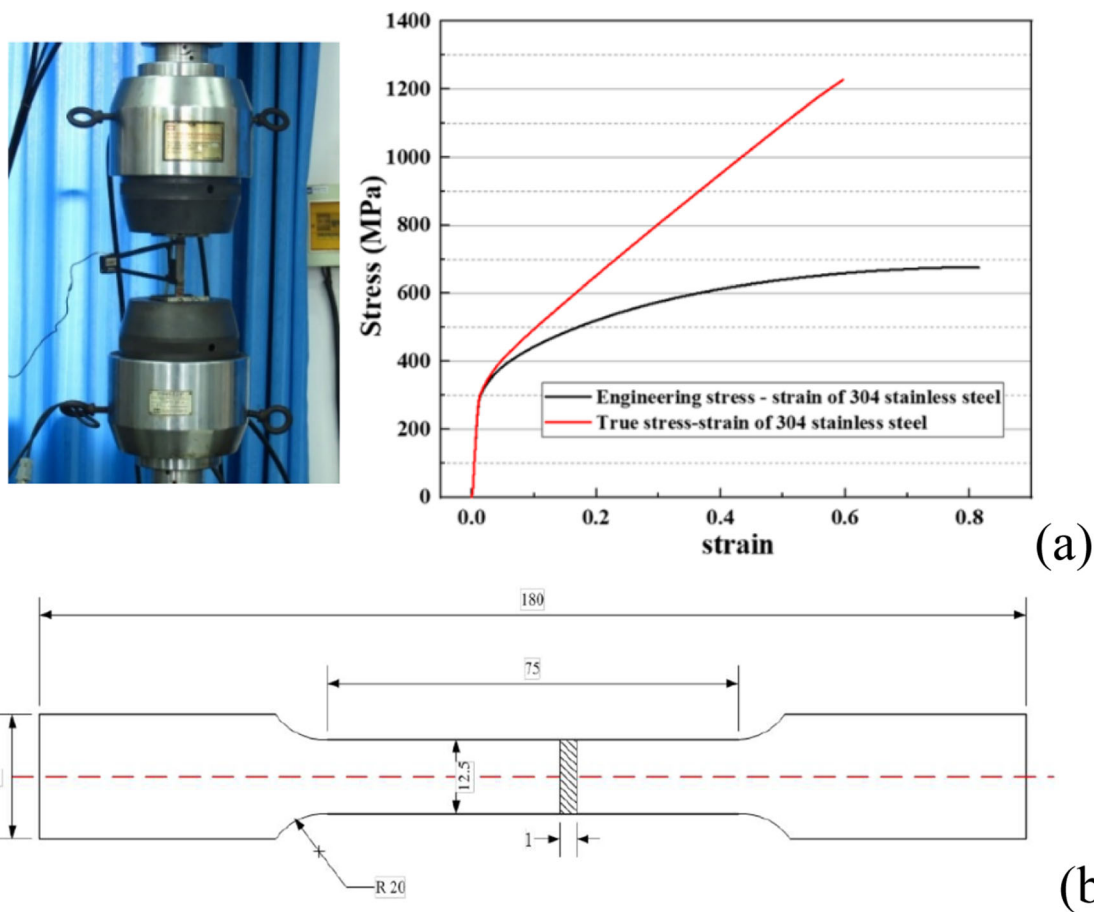 1400
1200
1000
800
600
400
200
0
Stress (MPa)
Engineering stress - strain of 304 stainless steel
True stress-strain of 304 stainless steel
0.0 0.2 0.4 0.6 0.8
strain
(a)
180
75
12.5
1
R 20
(b